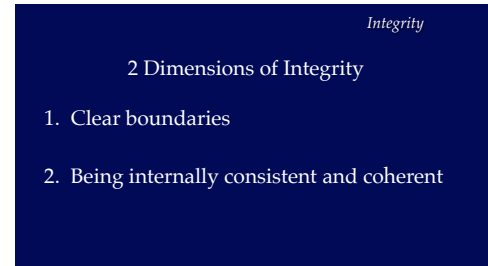 Integrity
2 Dimensions of Integrity
1. Clear boundaries
2. Being internally consistent and coherent